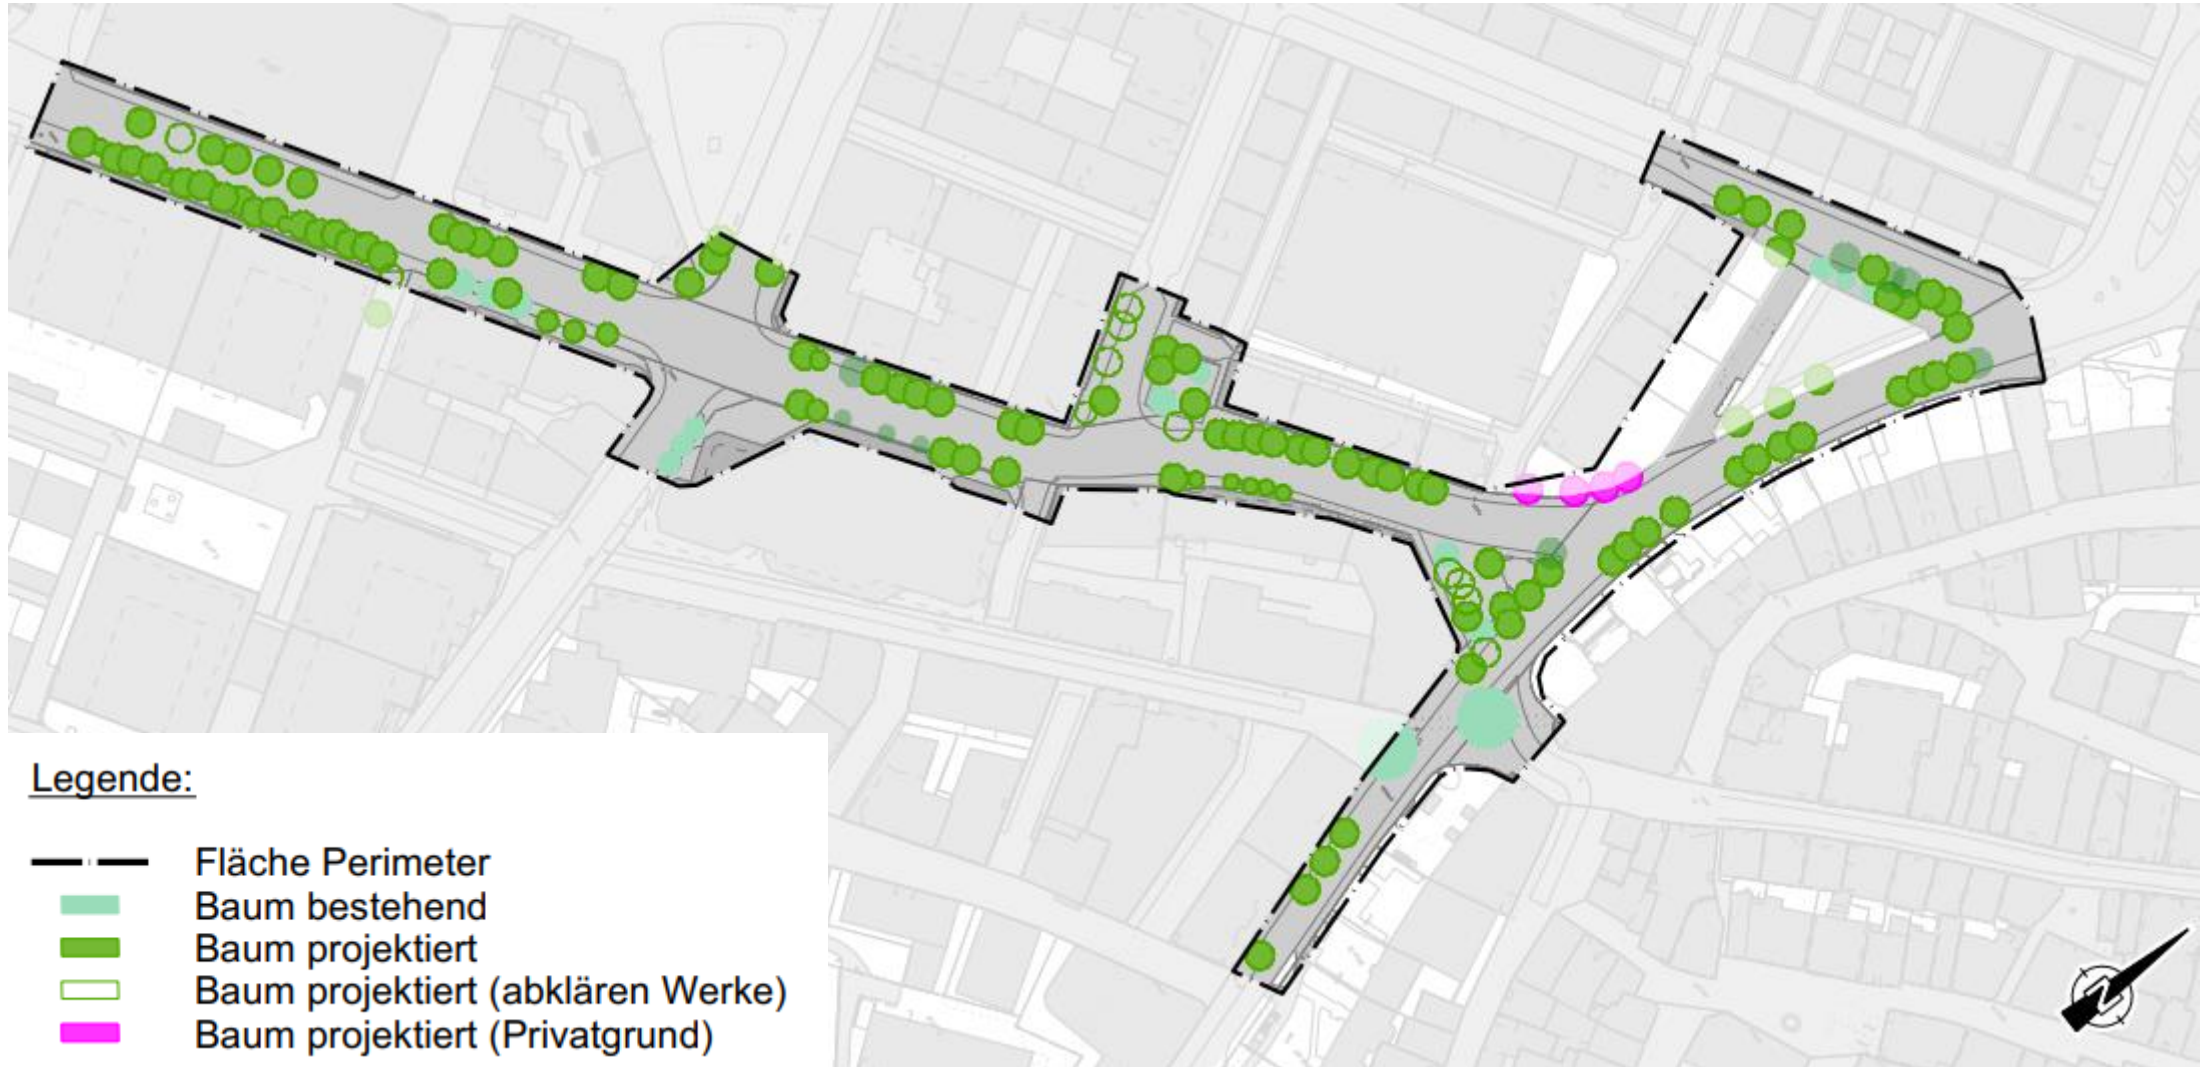 Legende:
Fläche Perimeter
Baum bestehend
Baum projektiert
Baum projektiert (abklären Werke)
Baum projektiert (Privatgrund)
N